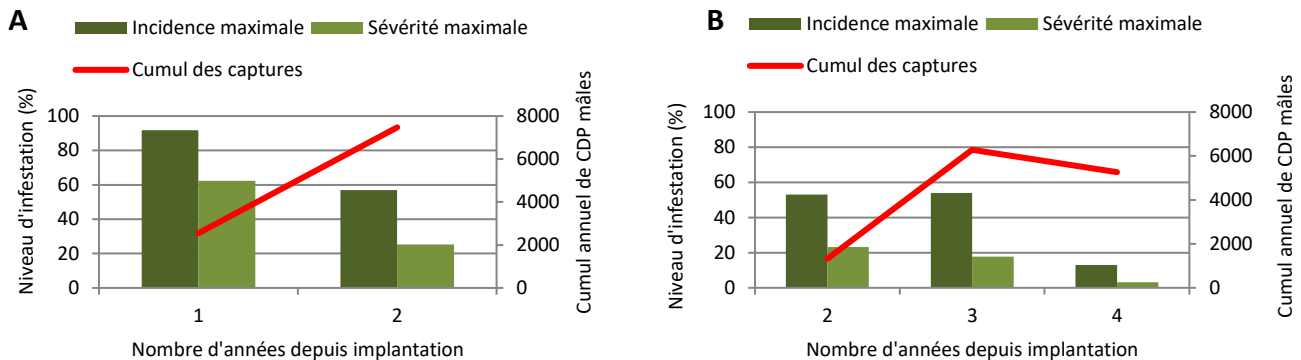 A
Incidence maximale
Sévérité maximale
Cumul des captures
Niveau d'infestation (%)
100
80
60
40
20
0
8000
6000
4000
2000
0
Cumul annuel de CDP mâles
1
2
Nombre d'années depuis implantation
B
Incidence maximale
Sévérité maximale
Cumul des captures
Niveau d'infestation (%)
100
80
60
40
20
0
8000
6000
4000
2000
0
Cumul annuel de CDP mâles
2
3
4
Nombre d'années depuis implantation